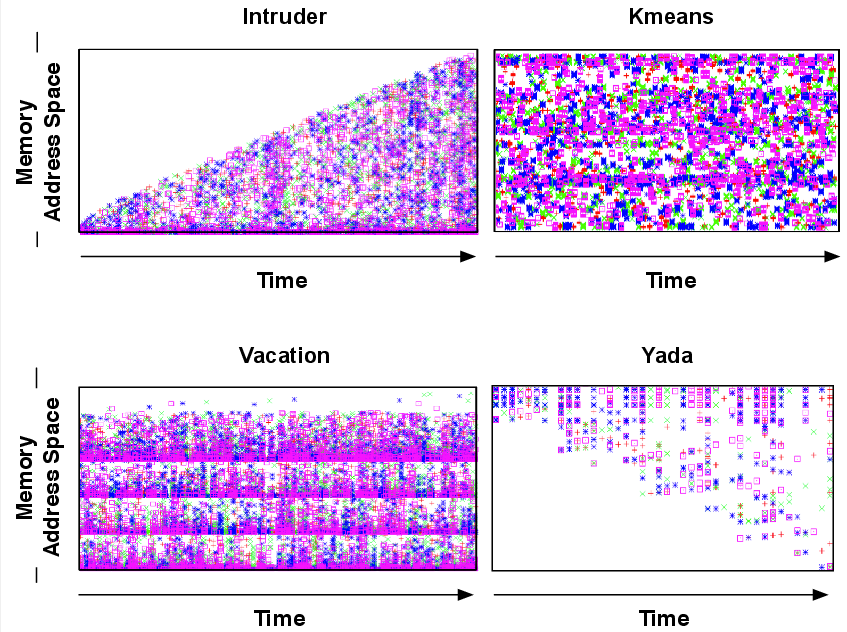 Intruder
Kmeans
Memory
Address Space
Time
Time
Vacation
Yada
Memory
Address Space
Time
Time